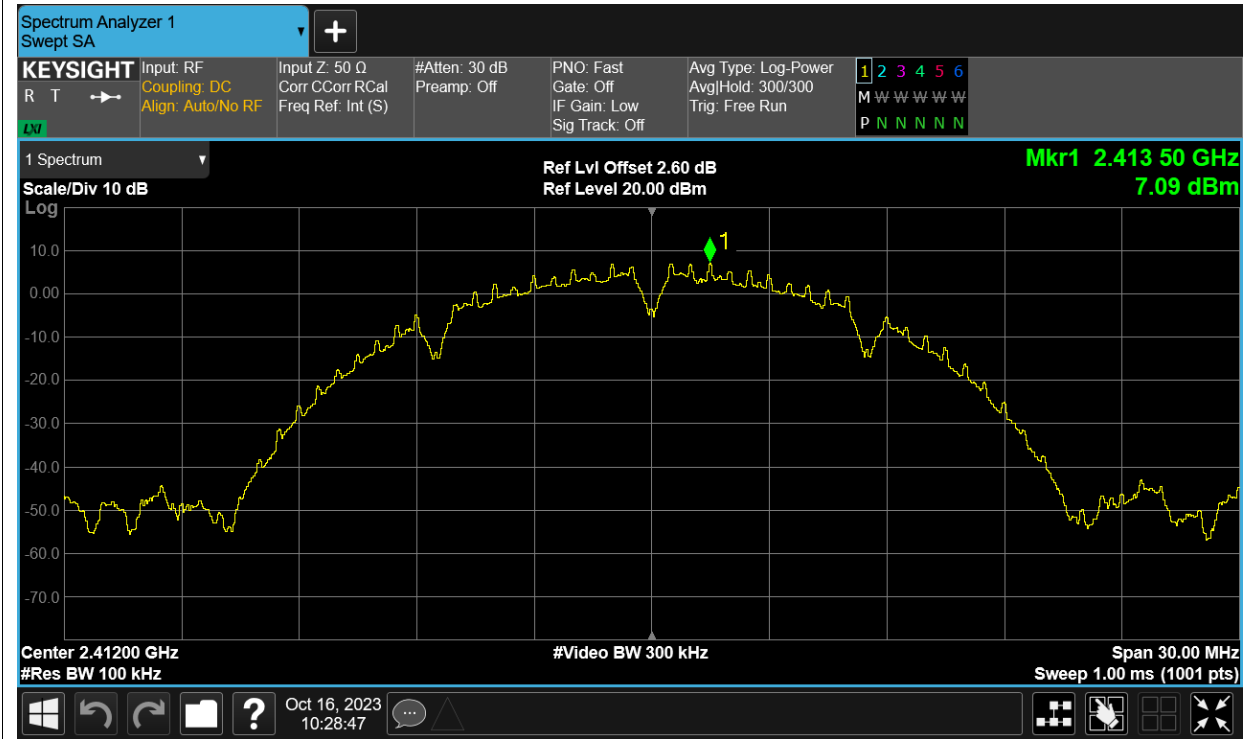 Spectrum Analyzer 1
Swept SA
KEYSIGHT
R T
LXI
Input: RF
Coupling: DC
Align: Auto/No RF
Input Z: 50 Ω
Corr CCorr RCal
Freq Ref: Int (S)
#Atten: 30 dB
Preamp: Off
PNO: Fast
Gate: Off
IF Gain: Low
Sig Track: Off
Avg Type: Log-Power
Avg|Hold: 300/300
Trig: Free Run
1 2 3 4 5 6
M W W W W W
P N N N N N
1 Spectrum
Scale/Div 10 dB
Ref Lvl Offset 2.60 dB
Ref Level 20.00 dBm
Mkr1 2.413 50 GHz
7.09 dBm
Log
1
10.0
0.00
-10.0
-20.0
-30.0
-40.0
-50.0
-60.0
-70.0
Center 2.41200 GHz
#Video BW 300 kHz
Span 30.00 MHz
#Res BW 100 kHz
Sweep 1.00 ms (1001 pts)
?
Oct 16, 2023
10:28:47